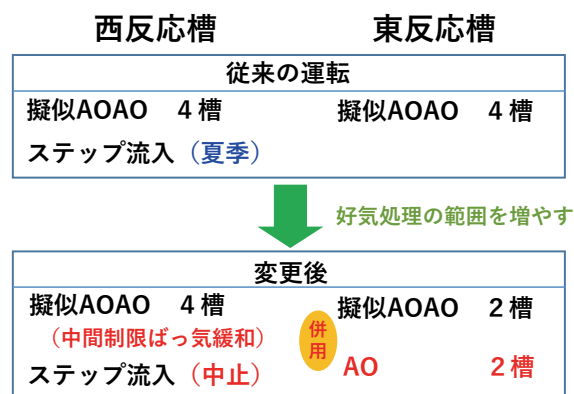 西反応槽 東反応槽
従来の運転
擬似AOAO 4槽 擬似AOAO 4槽
ステップ流入（夏季）
好気処理の範囲を増やす
変更後
擬似AOAO 4槽 擬似AOAO 2槽
（中間制限ばっ気緩和）
併用
ステップ流入（中止） AO 2槽